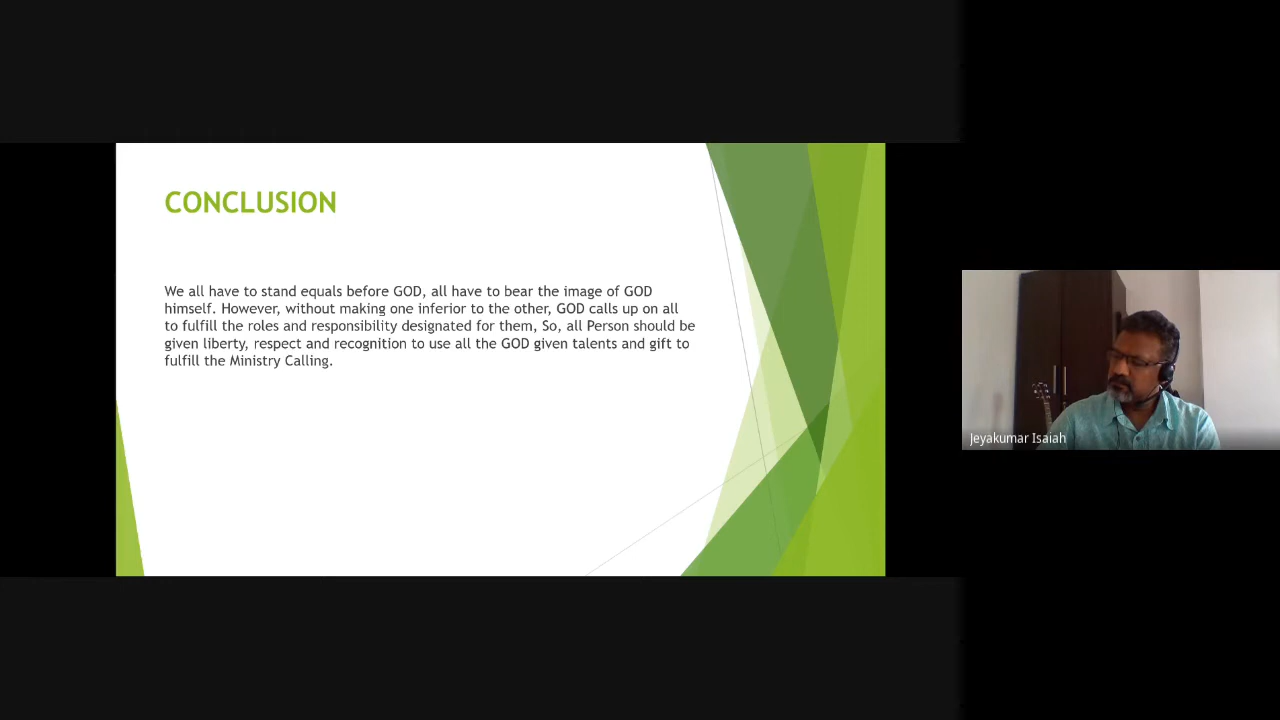 CONCLUSION
We all have to stand equals before GOD, all have to bear the image of GOD
himself. However, without making one inferior to the other, GOD calls up on all
to fulfill the roles and responsibility designated for them, So, all Person should be
given liberty, respect and recognition to use all the GOD given talents and gift to
fulfill the Ministry Calling.
Jeyakumar Isaiah